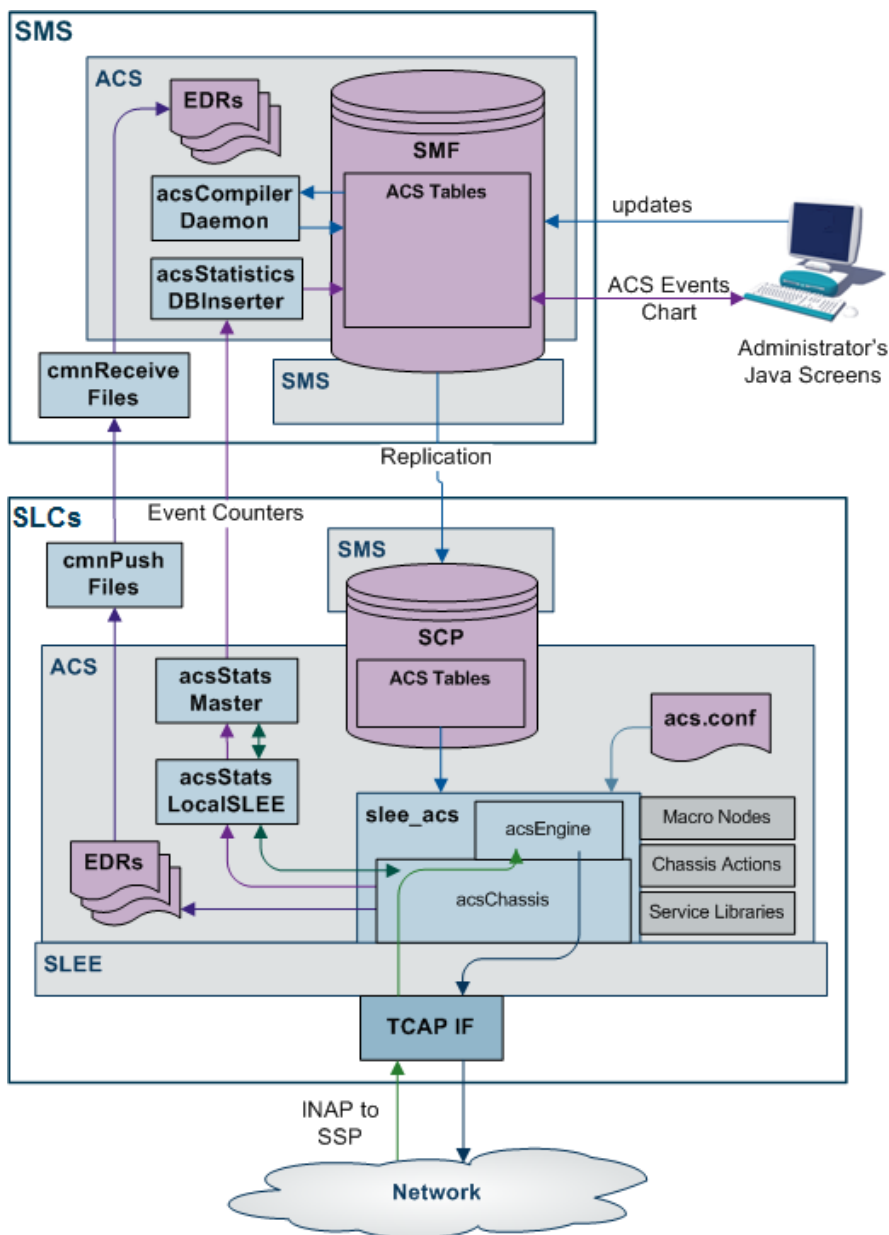 SMS
ACS
EDRs
SMF
ACS Tables
acsCompiler
Daemon
acsStatistics
DBInserter
updates
ACS Events
Chart
Administrator's
Java Screens
cmnReceive
Files
SMS
Replication
SLCs
Event Counters
cmnPush
Files
SMS
SCP
ACS Tables
ACS
acsStats
Master
acs.conf
acsStats
LocalSLEE
slee_acs
acsEngine
Macro Nodes
Chassis Actions
Service Libraries
EDRs
acsChassis
SLEE
TCAP IF
INAP to
SSP
Network